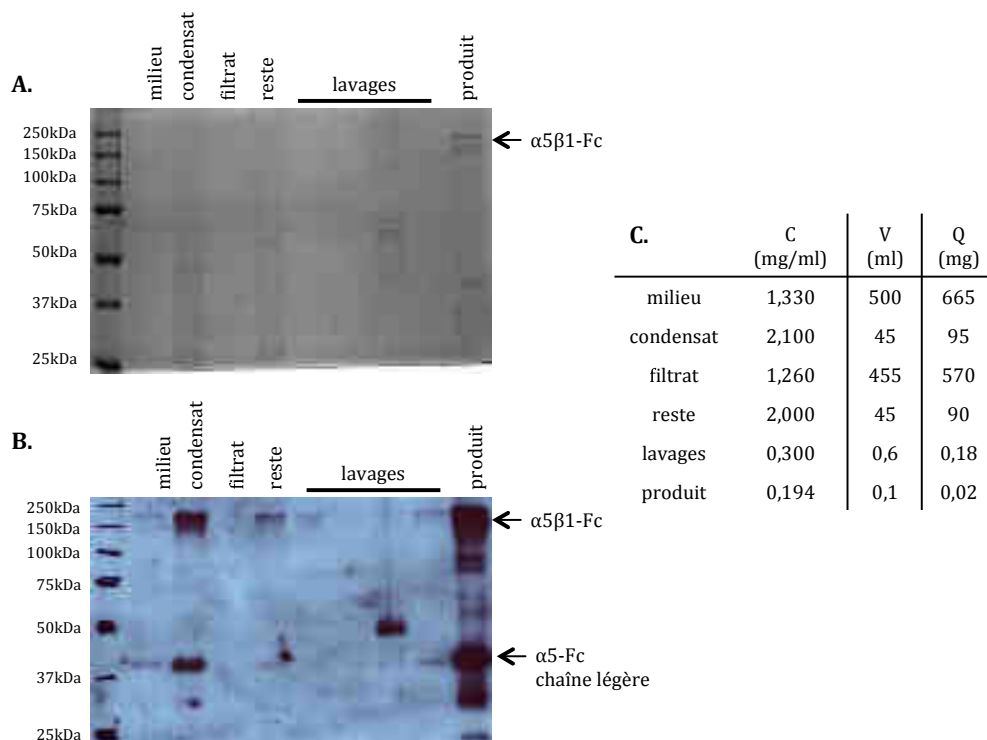 A.
milieu
condensat
filtrat
reste
lavages
produit
250kDa
150kDa
100kDa
75kDa
50kDa
37kDa
25kDa
α5β1-Fc
B.
milieu
condensat
filtrat
reste
lavages
produit
250kDa
150kDa
100kDa
75kDa
50kDa
37kDa
25kDa
α5β1-Fc
α5-Fc
chaîne légère
C. C V Q
(mg/ml) (ml) (mg)
milieu 1,330 500 665
condensat 2,100 45 95
filtrat 1,260 455 570
reste 2,000 45 90
lavages 0,300 0,6 0,18
produit 0,194 0,1 0,02